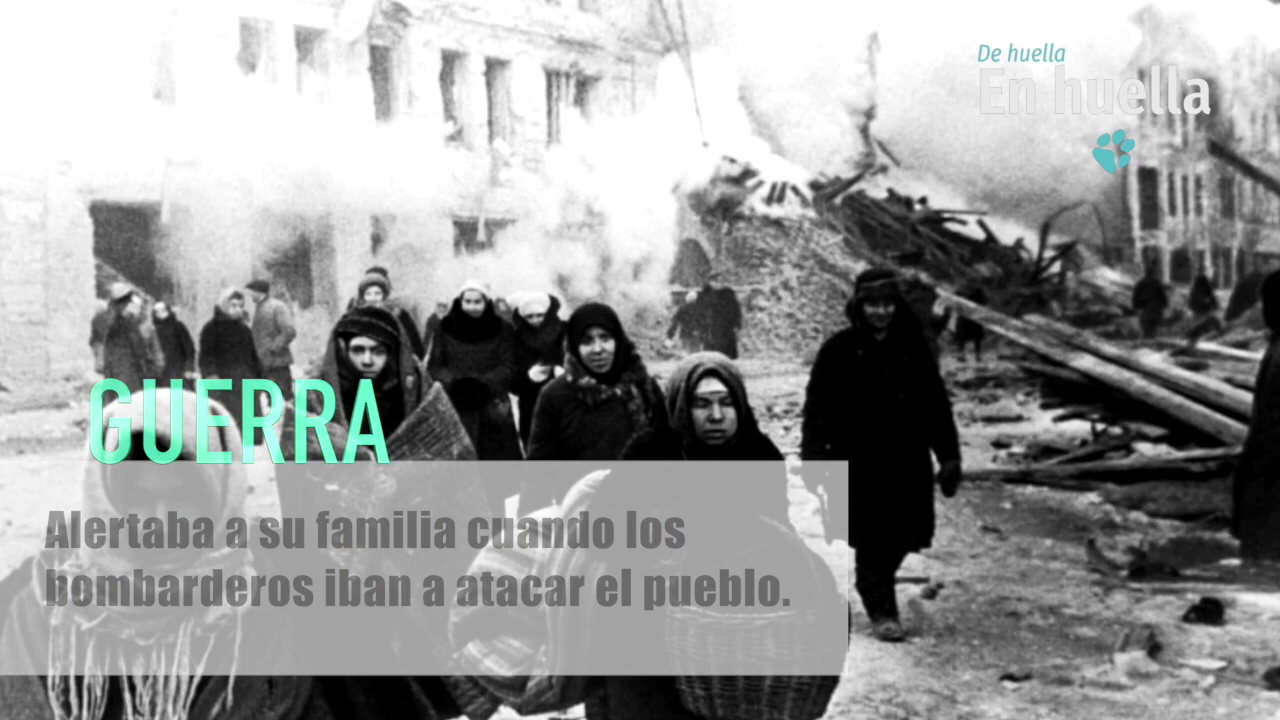 De huella
En huella
GUERRA
Alertaba a su familia cuando los
bombarderos iban a atacar el pueblo.